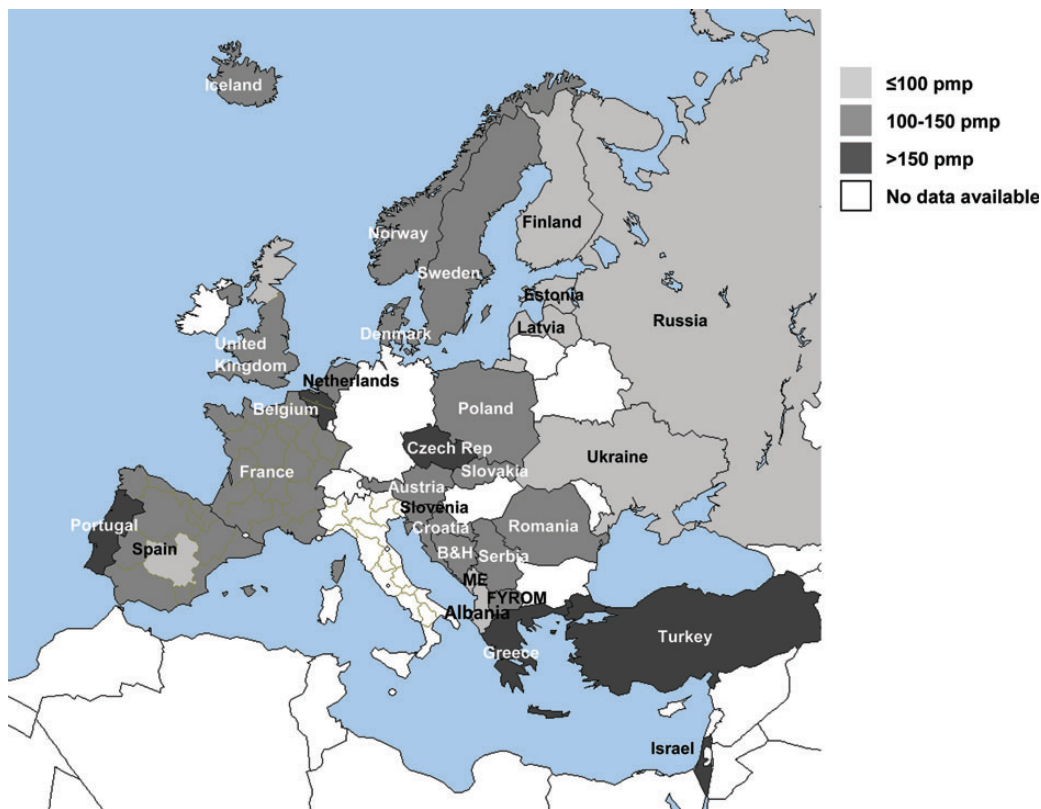 Iceland
≤100 pmp
100-150 pmp
>150 pmp
No data available
Finland
Norway
Sweden
Estonia
Russia
Latvia
Denmark
United
Kingdom
Netherlands
Belgium
Poland
Czech Rep
Ukraine
France
Slovakia
Austria
Slovenia
Portugal
Croatia
Romania
Spain
B&H
Serbia
ME
FYROM
Albania
Turkey
Greece
Israel